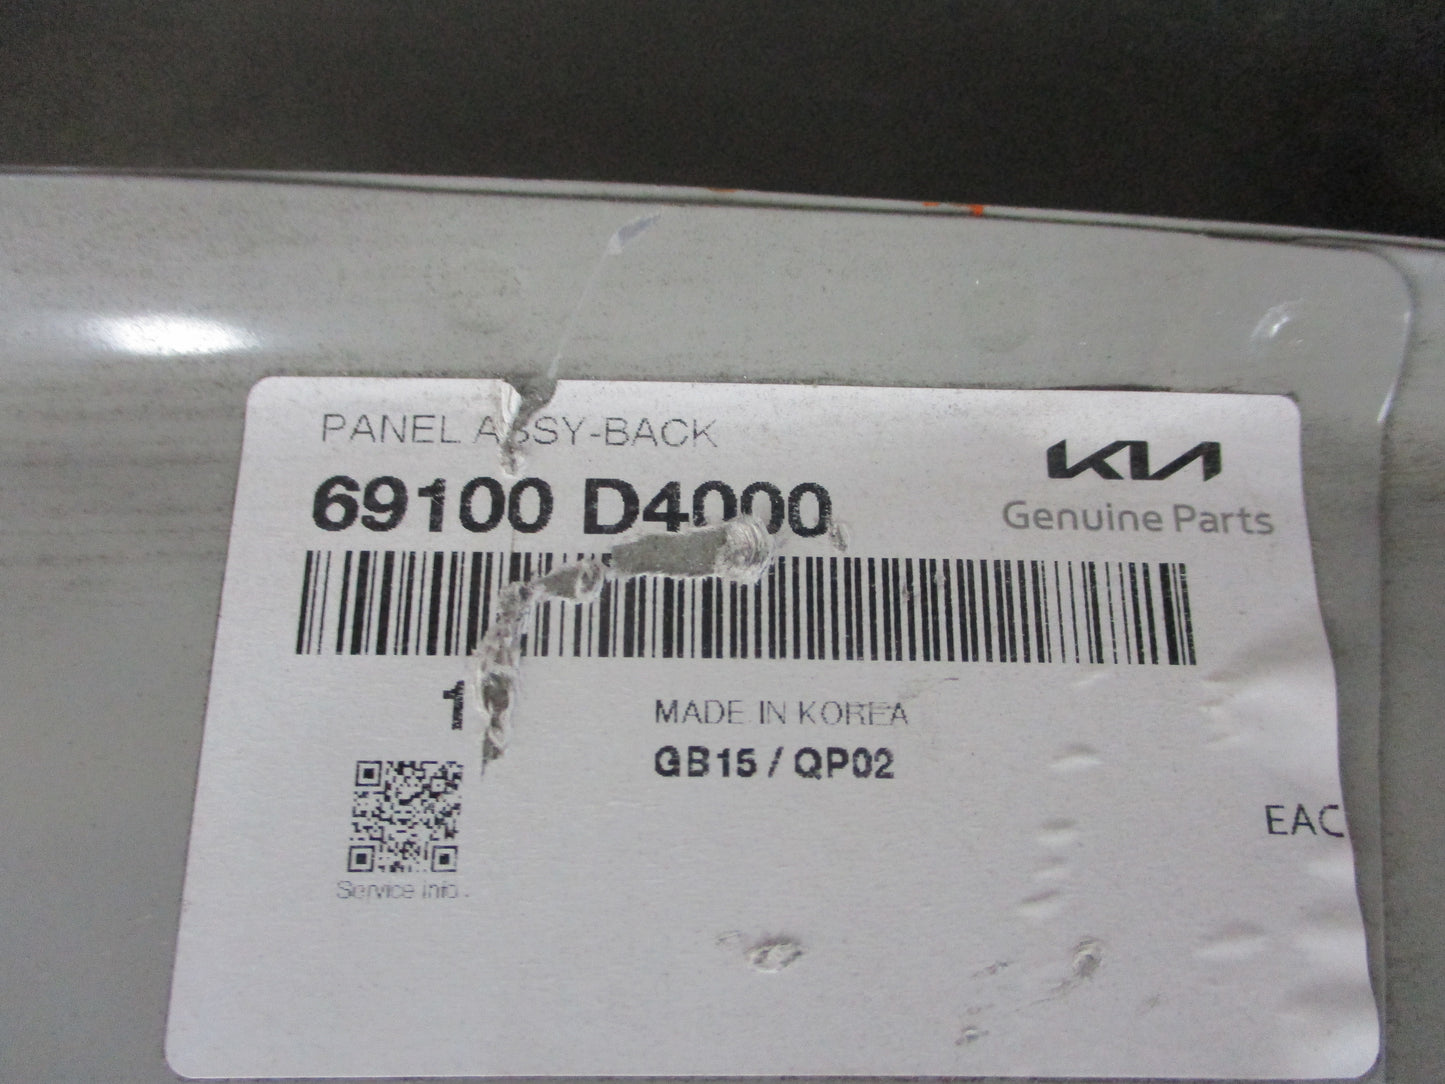 PANEL ASSY-BACK
69100 D4000
KIA
Genuine Parts
1
MADE IN KOREA
GB15 / QP02
EAC
Service Info.